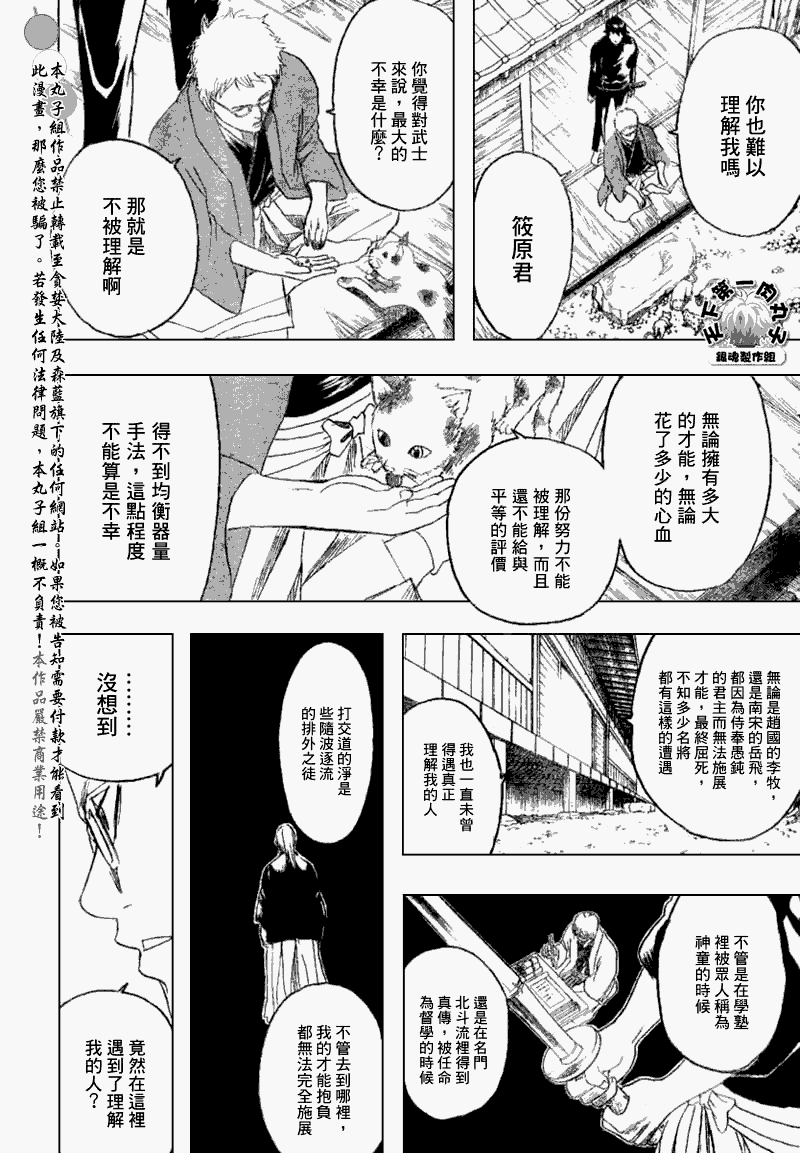 你也難以
理解我嗎
筱原君
你覺得對武士
來說，最大的
不幸是什麼？
那就是
不被理解啊
無論擁有多大
的才能，無論
花了多少的心血
那份努力不能
被理解，而且
還不能給與
平等的評價
得不到均衡器量
手法，這點程度
不能算是不幸
無論是趙國的李牧，
還是南宋的岳飛，
都因為侍奉愚鈍
的君主而無法施展
才能，最終屈死，
不知多少名將
都有這樣的遭遇
不管是在學塾
裡被眾人稱為
神童的時候
還是在名門
北斗流裡得到
真傳，被任命
為督學的時候
我也一直未曾
得遇真正
理解我的人
打交道的淨是
些隨波逐流
的排外之徒
不管去到哪裡，
我的才能抱負
都無法完全施展
………
沒想到
竟然在這裡
遇到了理解
我的人？
天下第一肉丸子
銀魂製作組
本丸子組作品禁止轉載至貪婪大陸及森藍旗下的任何網站。如果您被告知需要付款才能看到
此漫畫，那麼您被騙了。若發生任何法律問題，本丸子組一概不負責！本作品嚴禁商業用途！